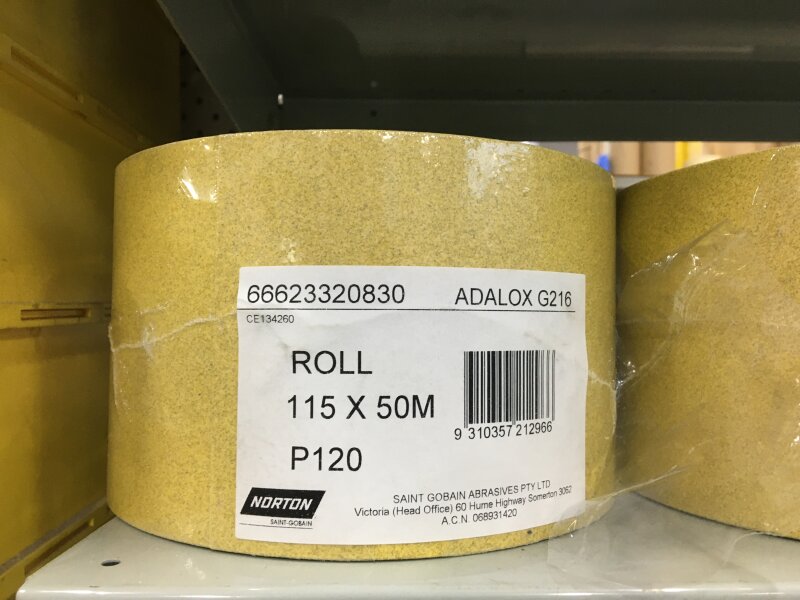 66623320830 ADALOX G216
CE134260
ROLL
115 X 50M
P120
9 310357 212966
NORTON
SAINT-GOBAIN
SAINT GOBAIN ABRASIVES PTY LTD
Victoria (Head Office) 60 Hume Highway Somerton 3062
A.C.N 068931420